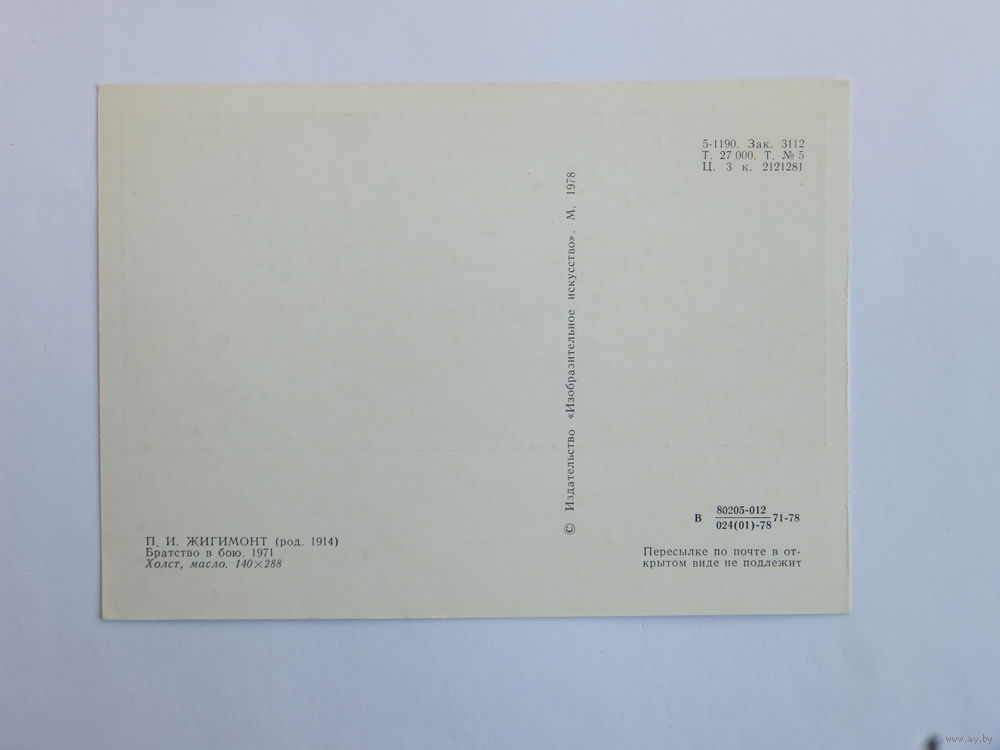 5-1190. Зак. 3112
Т. 27 000. Т. № 5
Ц. 3 к. 2121281
© Издательство «Изобразительное искусство». М. 1978
В 80205-012 71-78
024(01)-78
Пересылке по почте в от-
крытом виде не подлежит
П. И. ЖИГИМОНТ (род. 1914)
Братство в бою. 1971
Холст, масло. 140×288
www.ay.by